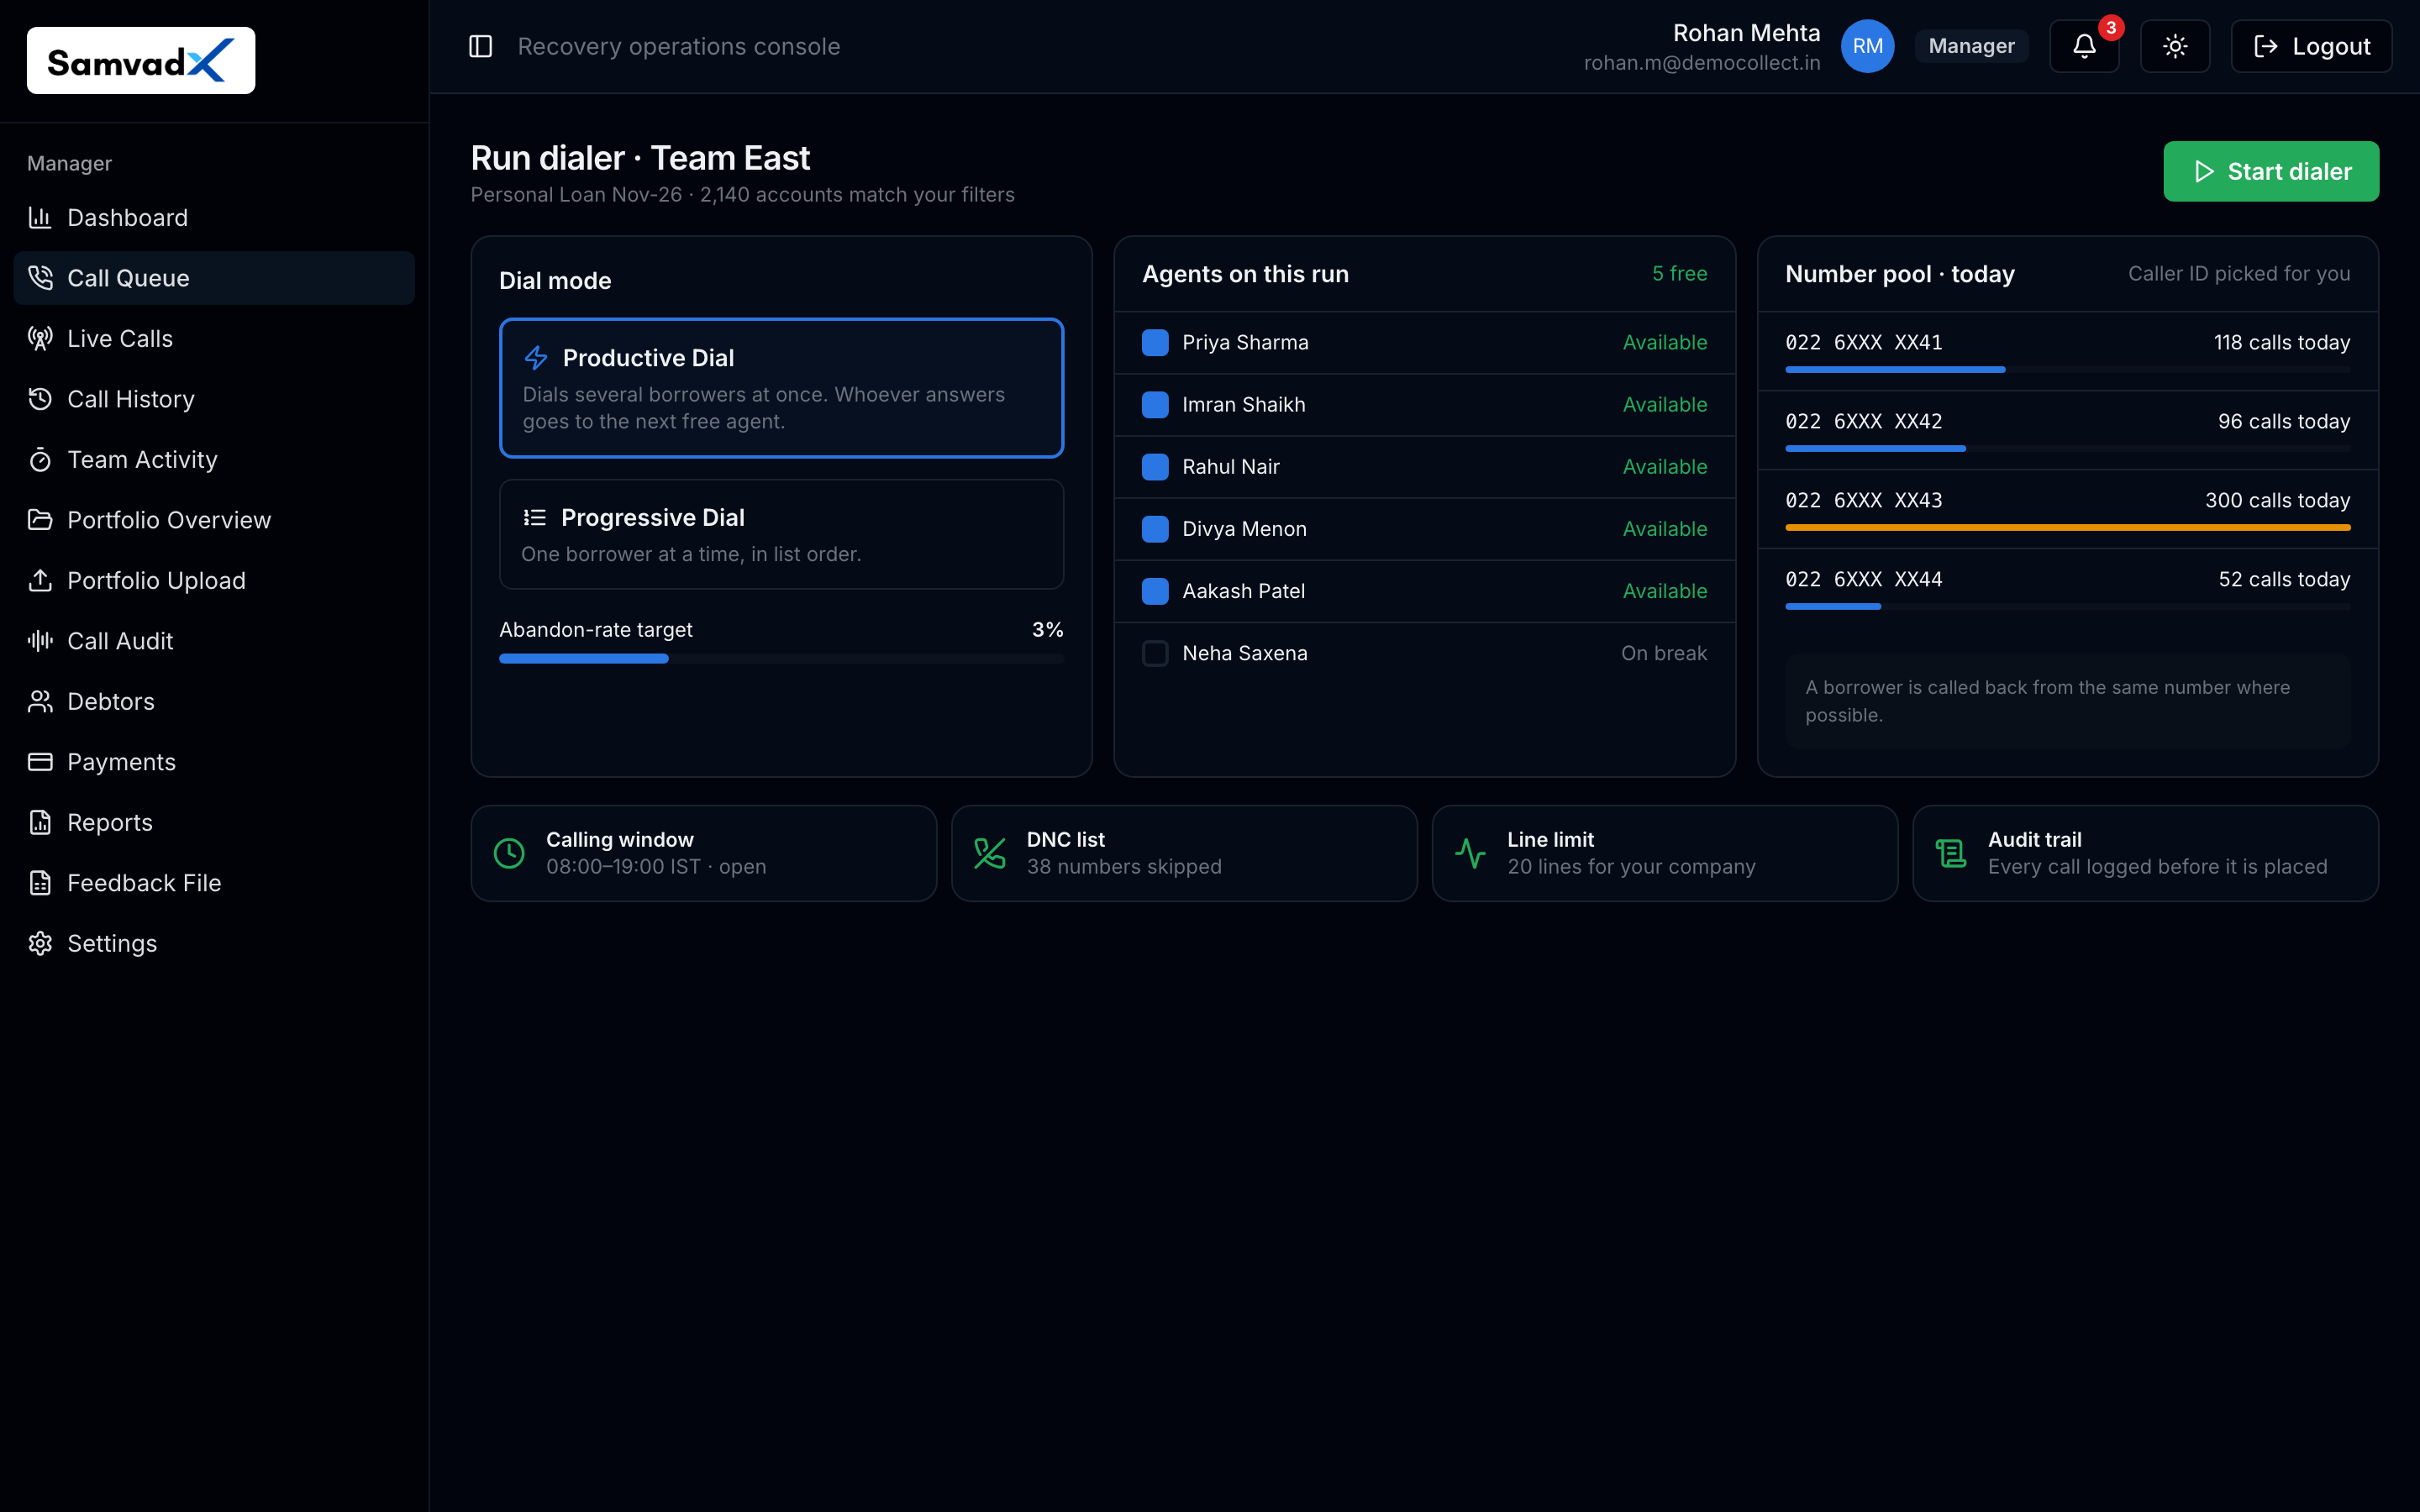 SamvadX
Manager
Dashboard
Call Queue
Live Calls
Call History
Team Activity
Portfolio Overview
Portfolio Upload
Call Audit
Debtors
Payments
Reports
Feedback File
Settings
Recovery operations console
Rohan Mehta
rohan.m@democollect.in
RM
Manager
3
Logout
Run dialer · Team East
Personal Loan Nov-26 · 2,140 accounts match your filters
Start dialer
Dial mode
Productive Dial
Dials several borrowers at once. Whoever answers
goes to the next free agent.
Progressive Dial
One borrower at a time, in list order.
Abandon-rate target 3%
Agents on this run 5 free
Priya Sharma Available
Imran Shaikh Available
Rahul Nair Available
Divya Menon Available
Aakash Patel Available
Neha Saxena On break
Number pool · today Caller ID picked for you
022 6XXX XX41 118 calls today
022 6XXX XX42 96 calls today
022 6XXX XX43 300 calls today
022 6XXX XX44 52 calls today
A borrower is called back from the same number where
possible.
Calling window
08:00–19:00 IST · open
DNC list
38 numbers skipped
Line limit
20 lines for your company
Audit trail
Every call logged before it is placed